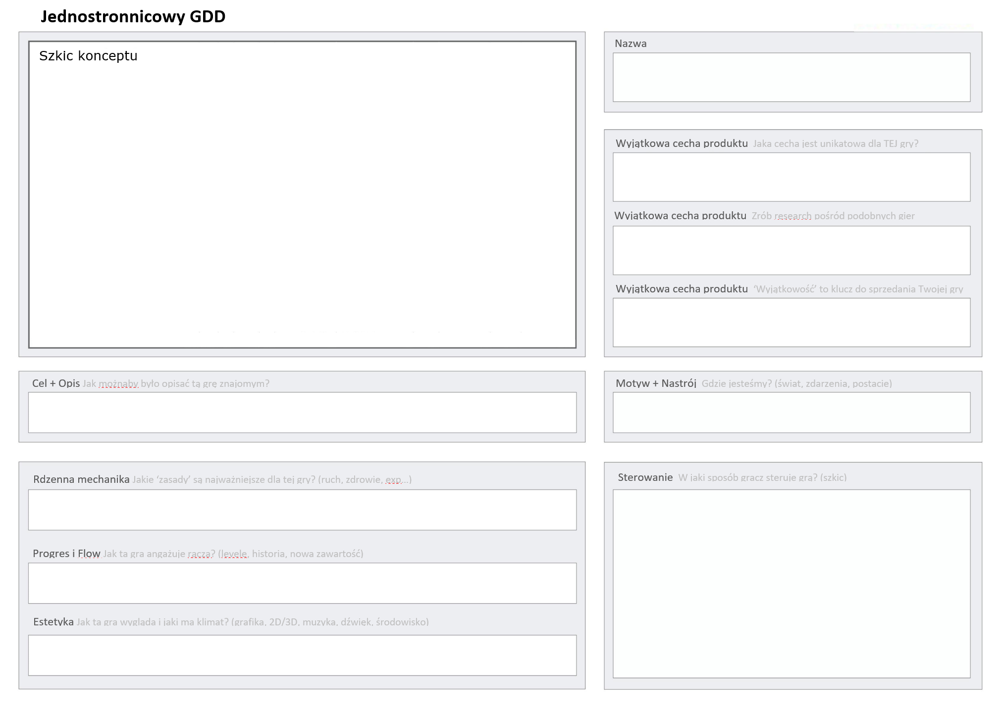 Jednostronnicowy GDD
Szkic konceptu
Nazwa
Wyjątkowa cecha produktu Jaka cecha jest unikatowa dla TEJ gry?
Wyjątkowa cecha produktu Zrób research pośród podobnych gier
Wyjątkowa cecha produktu ‘Wyjątkowość’ to klucz do sprzedania Twojej gry
Cel + Opis Jak możnaby było opisać tą grę znajomym?
Motyw + Nastrój Gdzie jesteśmy? (świat, zdarzenia, postacie)
Rdzenna mechanika Jakie ‘zasady’ są najważniejsze dla tej gry? (ruch, zdrowie, exp...)
Progres i Flow Jak ta gra angażuje racza? (levele, historia, nowa zawartość)
Estetyka Jak ta gra wygląda i jaki ma klimat? (grafika, 2D/3D, muzyka, dźwięk, środowisko)
Sterowanie W jaki sposób gracz steruje grą? (szkic)